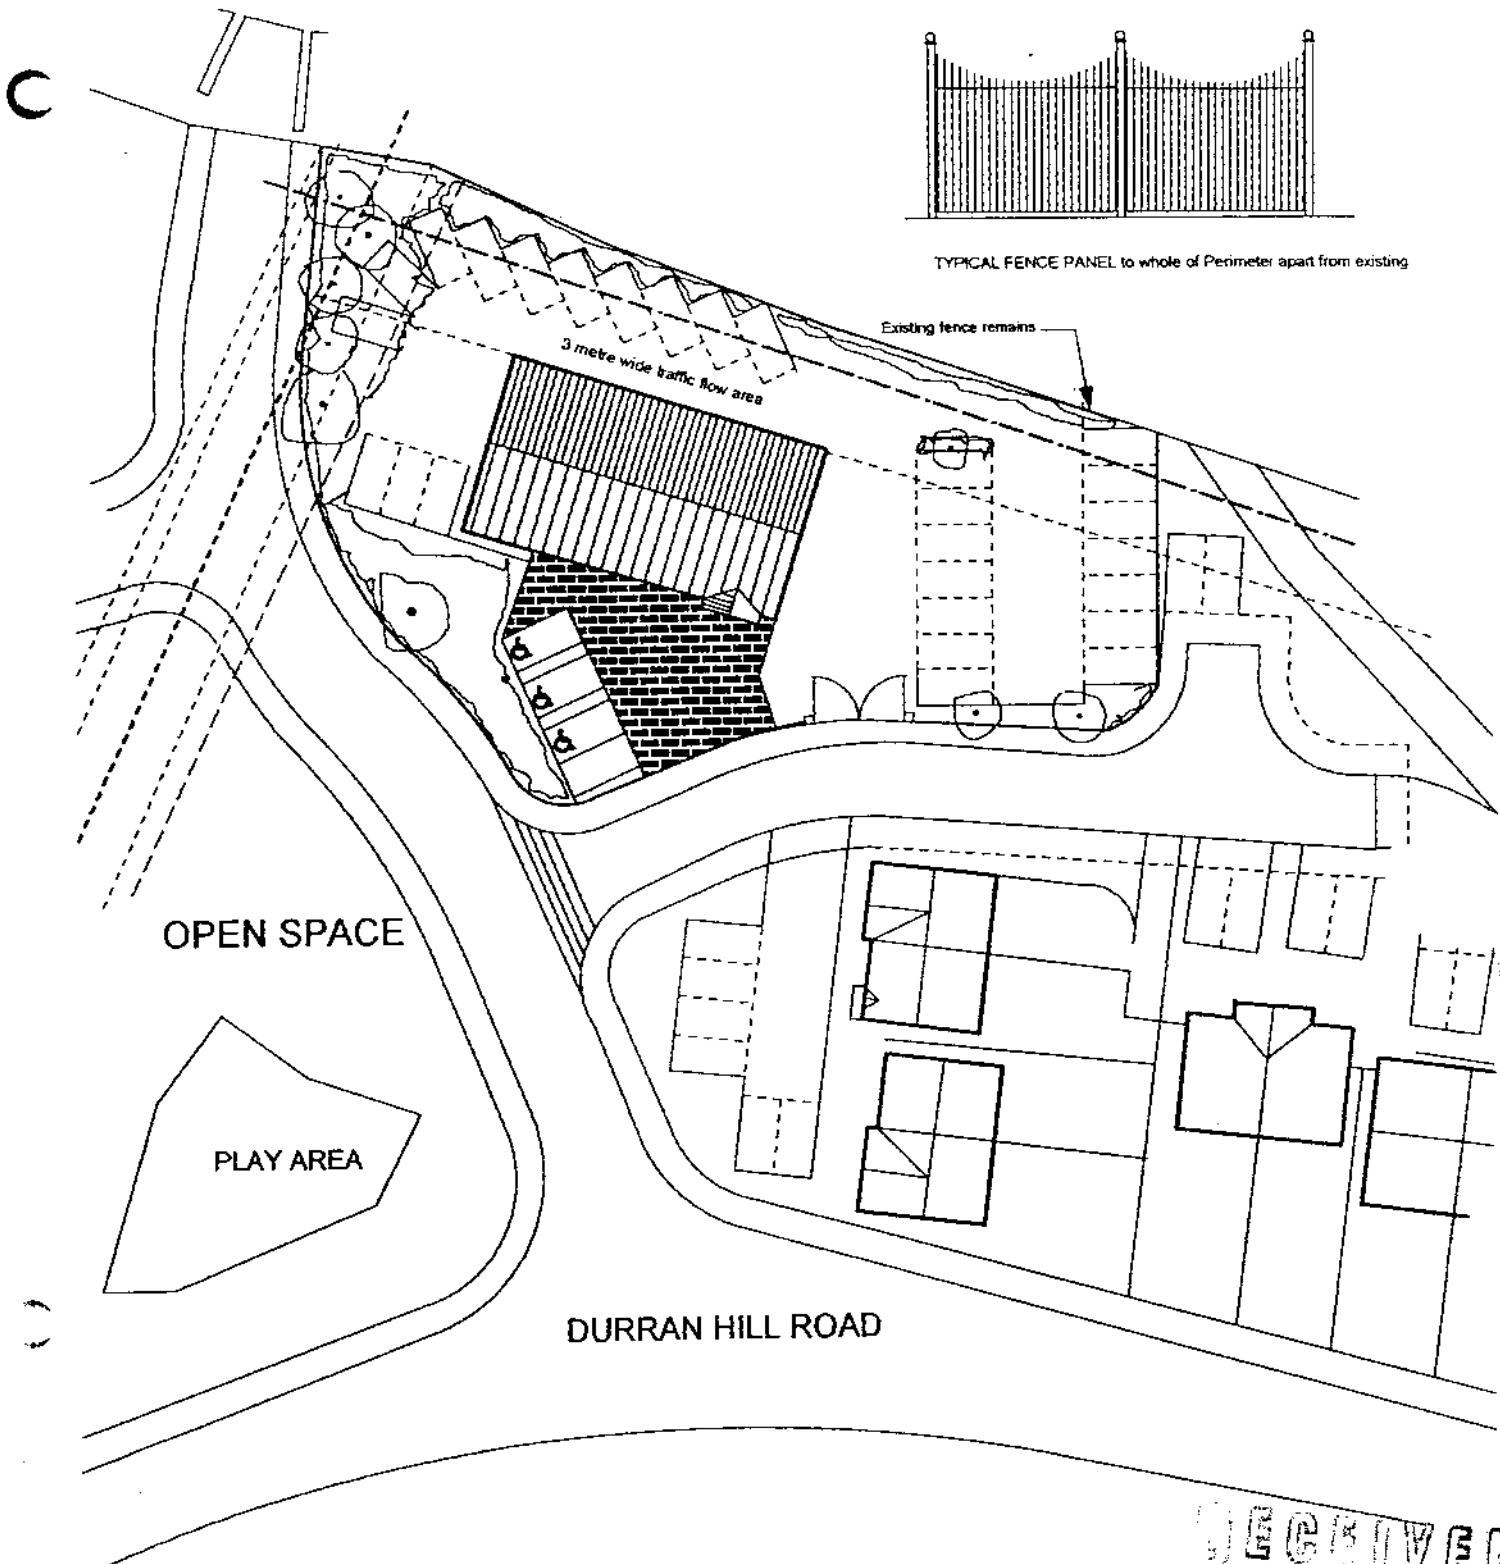 TYPICAL FENCE PANEL to whole of Perimeter apart from existing
Existing fence remains
3 metre wide traffic flow area
OPEN SPACE
PLAY AREA
DURRAN HILL ROAD